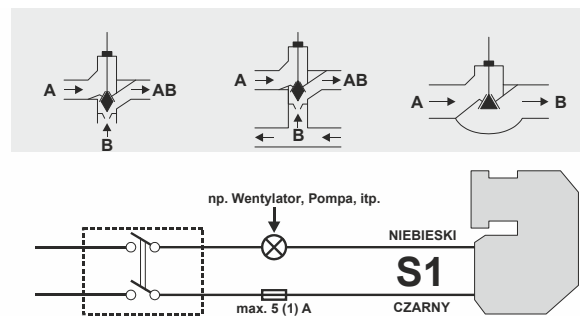 A AB
B
A AB
B
A B
np. Wentylator, Pompa, itp.
NIEBIESKI
S1
max. 5 (1) A
CZARNY